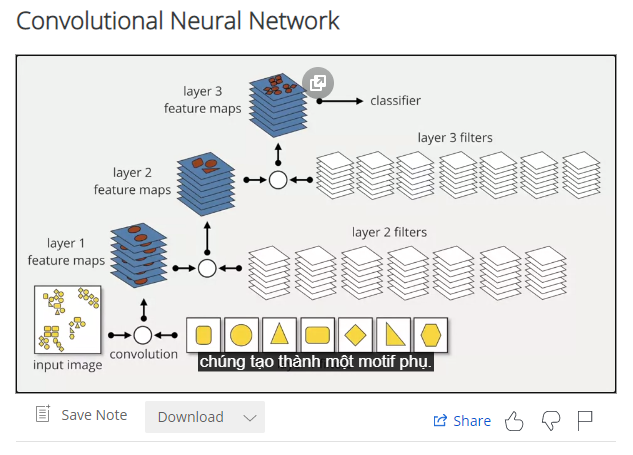 Convolutional Neural Network
layer 3
feature maps
classifier
layer 3 filters
layer 2
feature maps
layer 2 filters
layer 1
feature maps
convolution
input image
chúng tạo thành một motif phụ.
Save Note
Download
Share